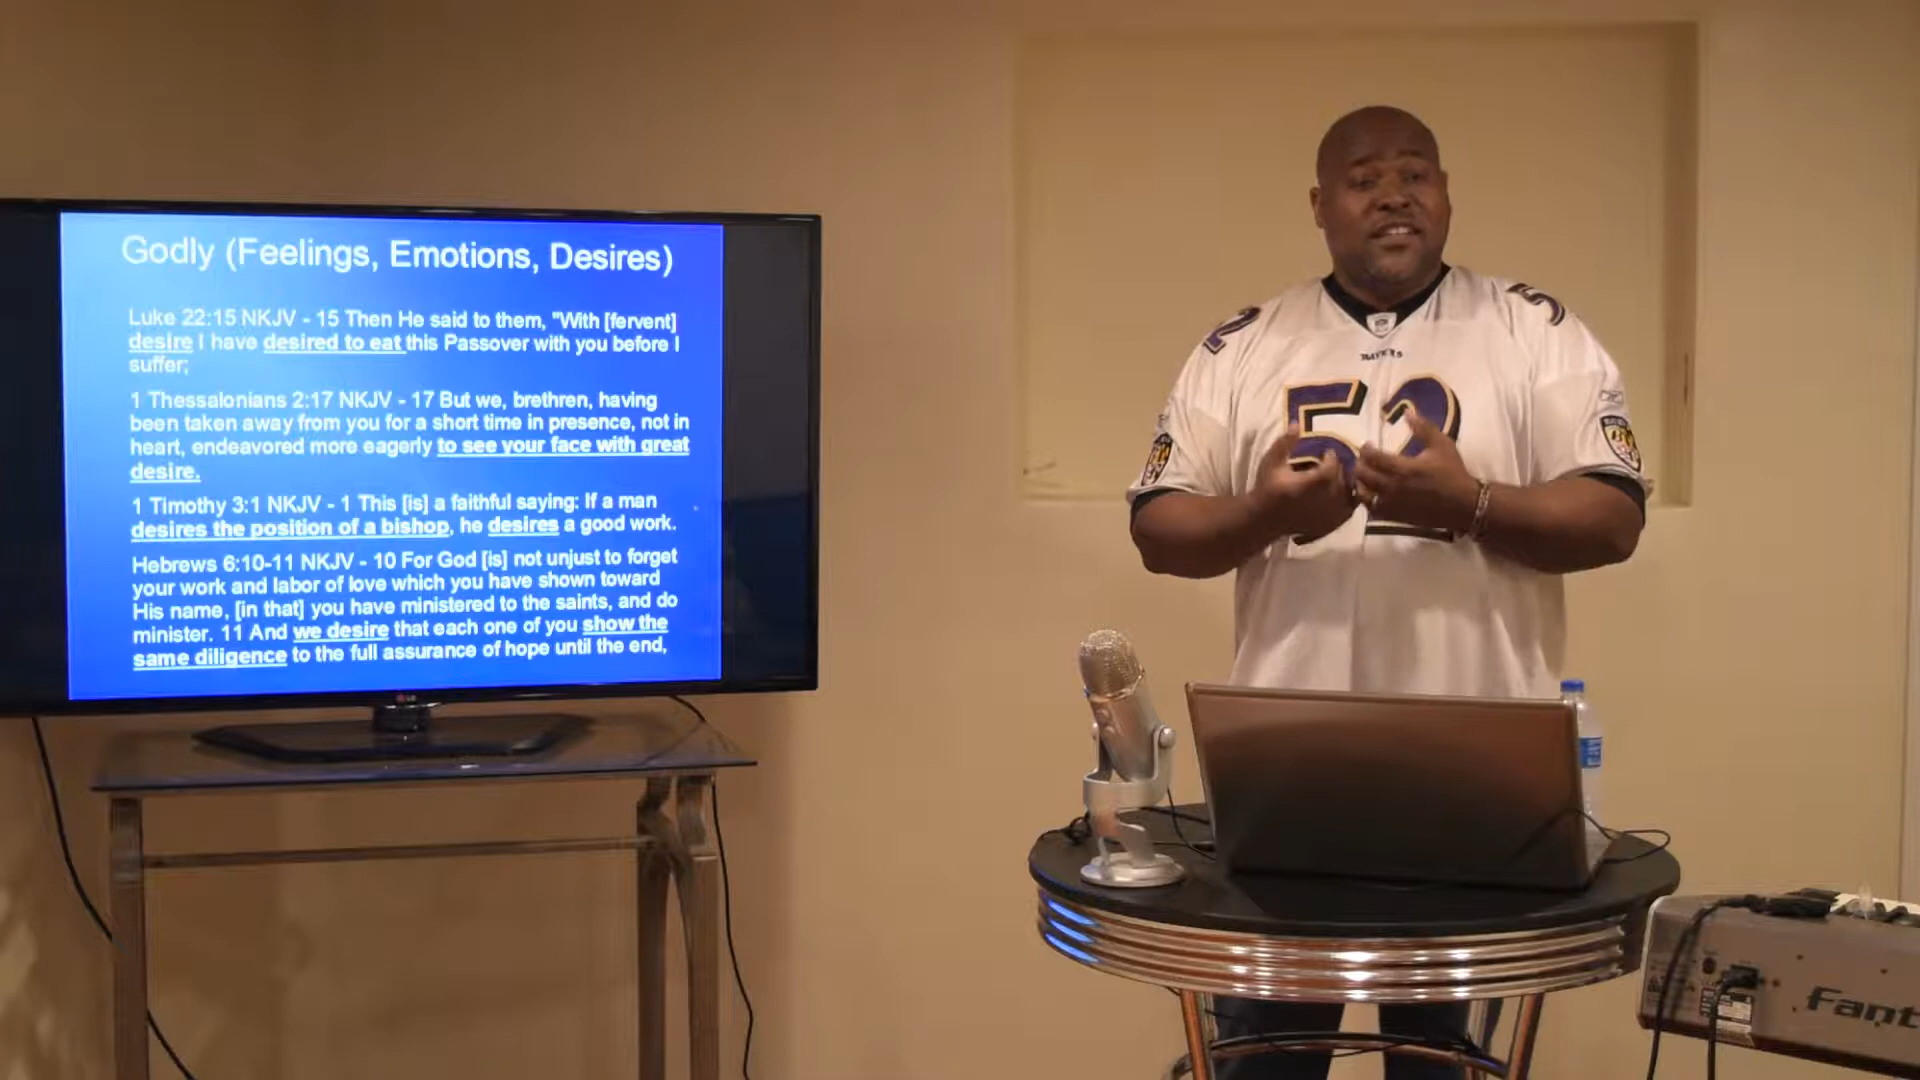 Godly (Feelings, Emotions, Desires)
Luke 22:15 NKJV - 15 Then He said to them, "With [fervent]
desire I have desired to eat this Passover with you before I
suffer;
1 Thessalonians 2:17 NKJV - 17 But we, brethren, having
been taken away from you for a short time in presence, not in
heart, endeavored more eagerly to see your face with great
desire.
1 Timothy 3:1 NKJV - 1 This [is] a faithful saying: If a man
desires the position of a bishop, he desires a good work.
Hebrews 6:10-11 NKJV - 10 For God [is] not unjust to forget
your work and labor of love which you have shown toward
His name, [in that] you have ministered to the saints, and do
minister. 11 And we desire that each one of you show the
same diligence to the full assurance of hope until the end,
LG
2
5
RAVENS
52
Fant